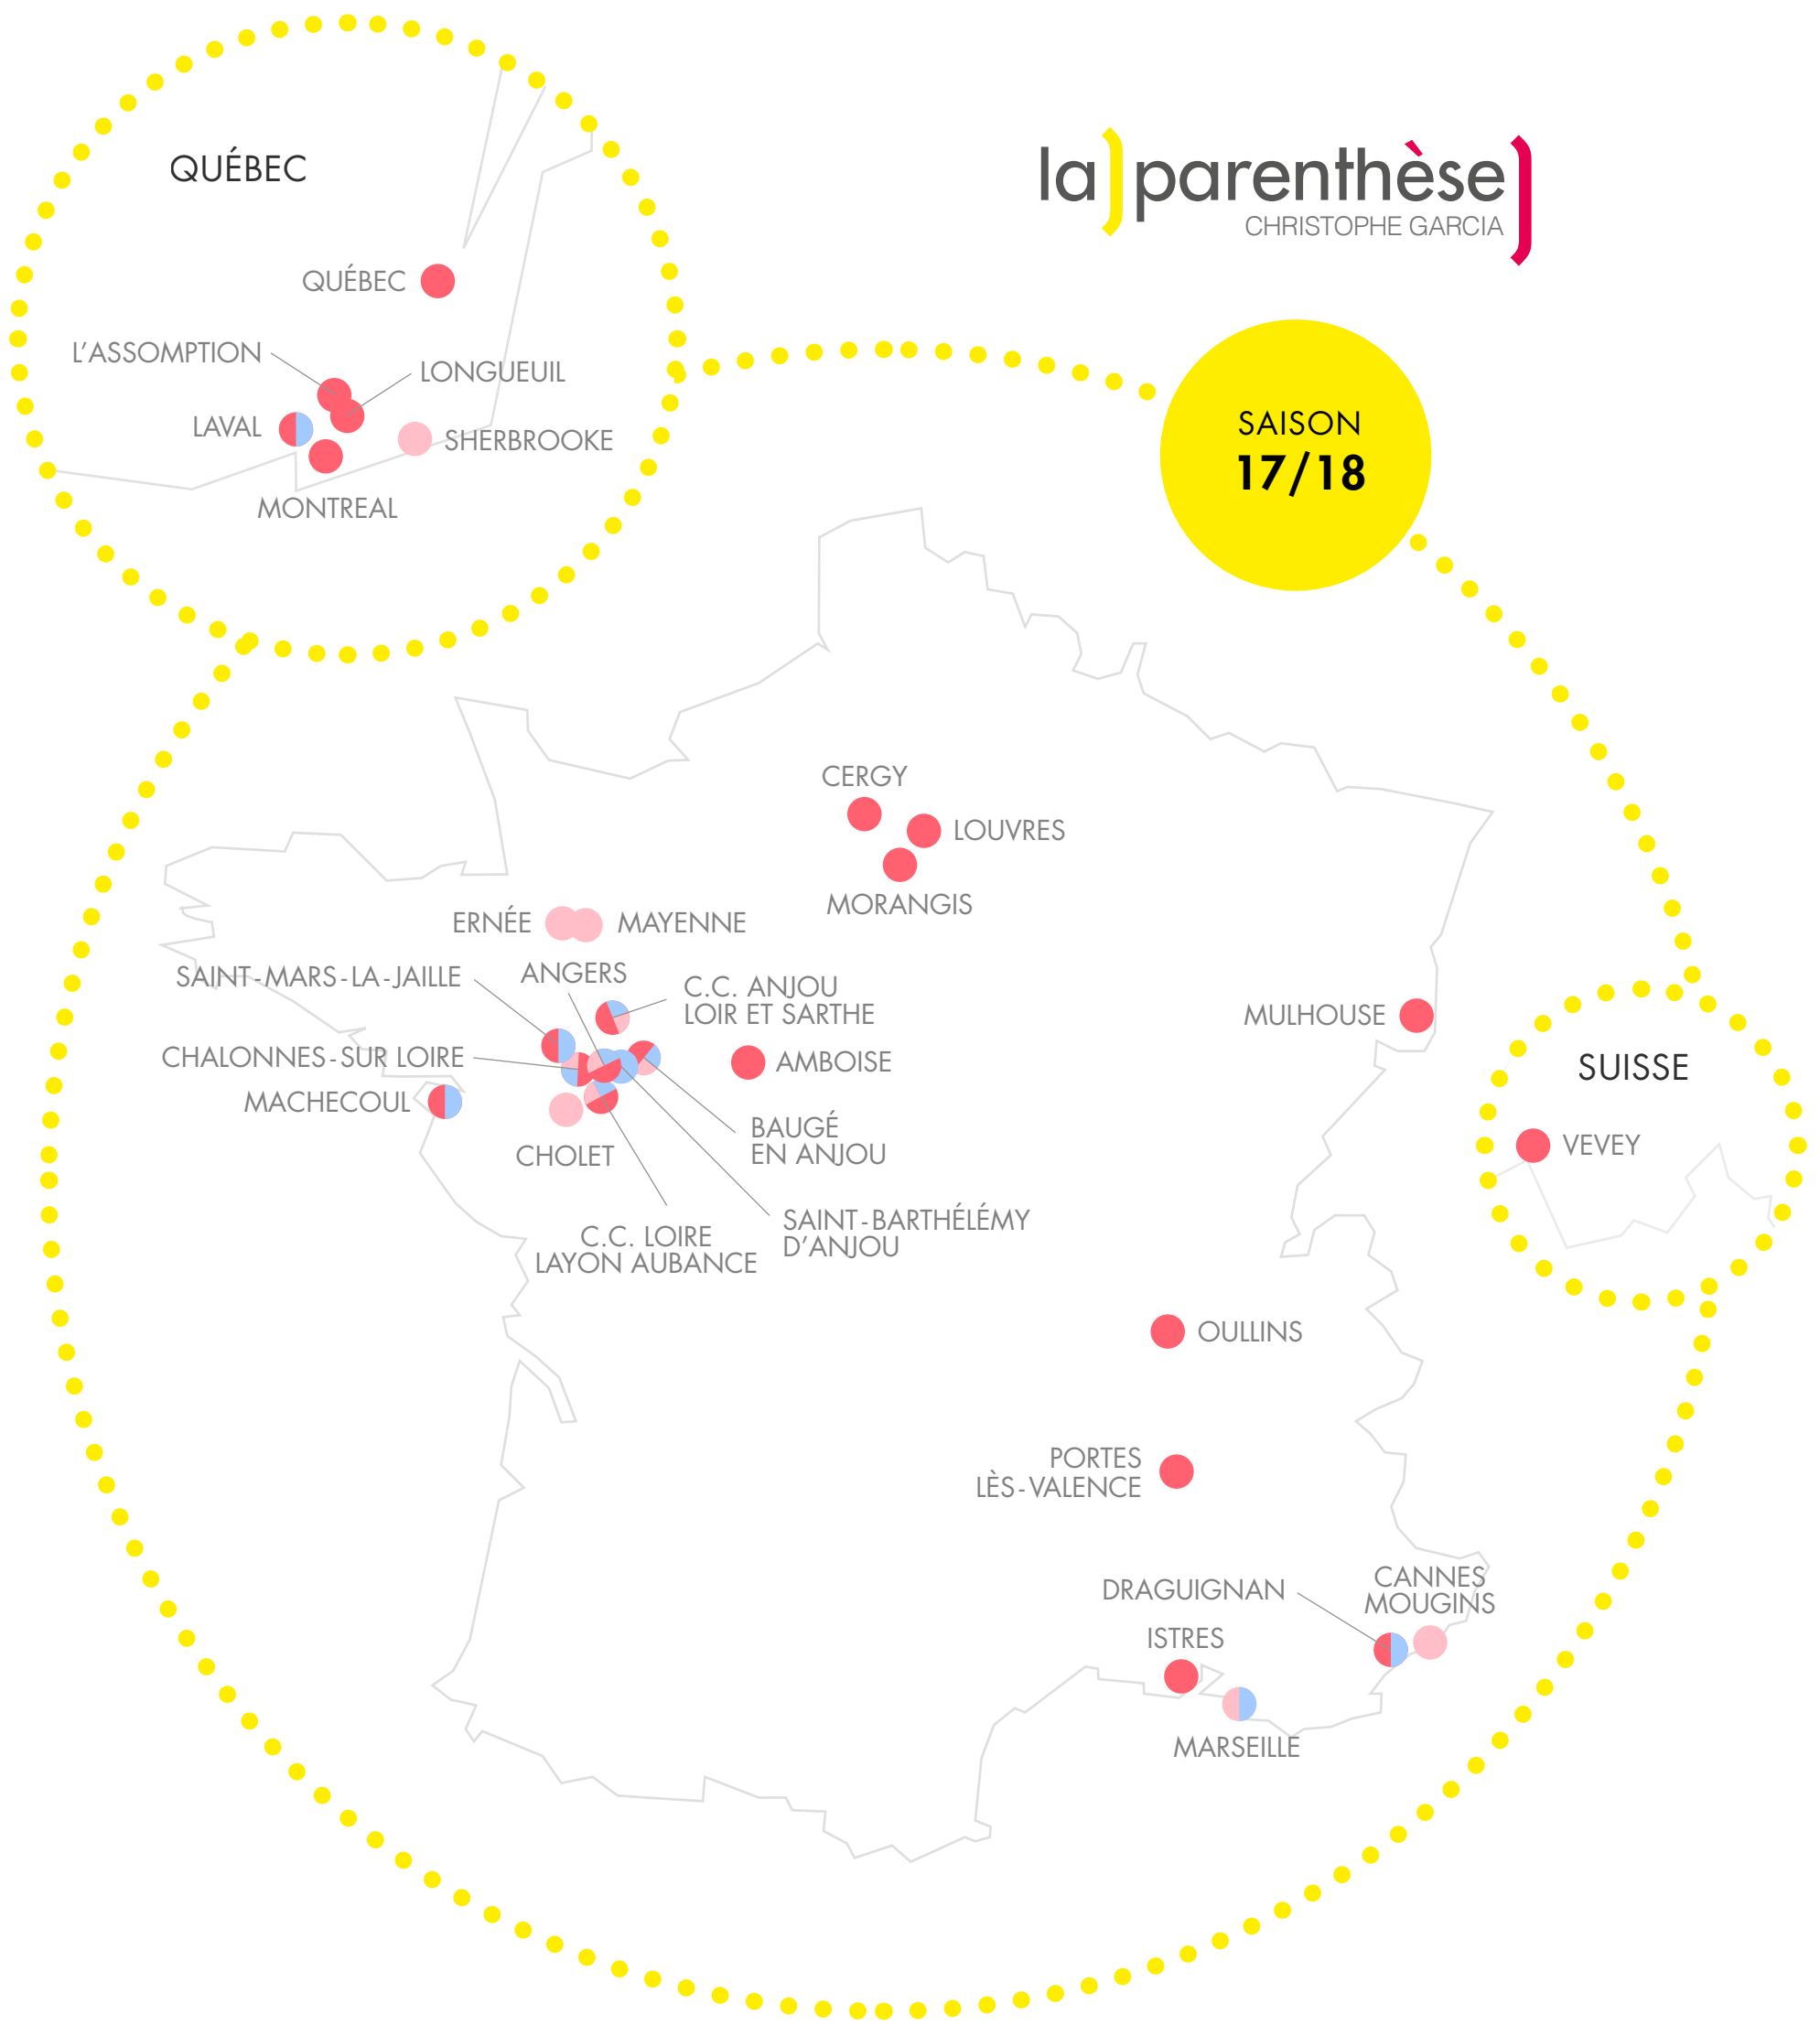 QUÉBEC
la parenthèse
CHRISTOPHE GARCIA
QUÉBEC
L'ASSOMPTION
LONGUEUIL
LAVAL
SHERBROOKE
MONTREAL
SAISON
17/18
CERGY
LOUVRES
MORANGIS
ERNÉE
MAYENNE
SAINT-MARS-LA-JAILLE
ANGERS
C.C. ANJOU
LOIR ET SARTHE
MULHOUSE
CHALONNES-SUR LOIRE
AMBOISE
SUISSE
MACHECOUL
BAUGÉ
EN ANJOU
CHOLET
VEVEY
SAINT-BARTHÉLÉMY
D'ANJOU
C.C. LOIRE
LAYON AUBANCE
OULLINS
PORTES
LÈS-VALENCE
DRAGUIGNAN
CANNES
MOUGINS
ISTRES
MARSEILLE